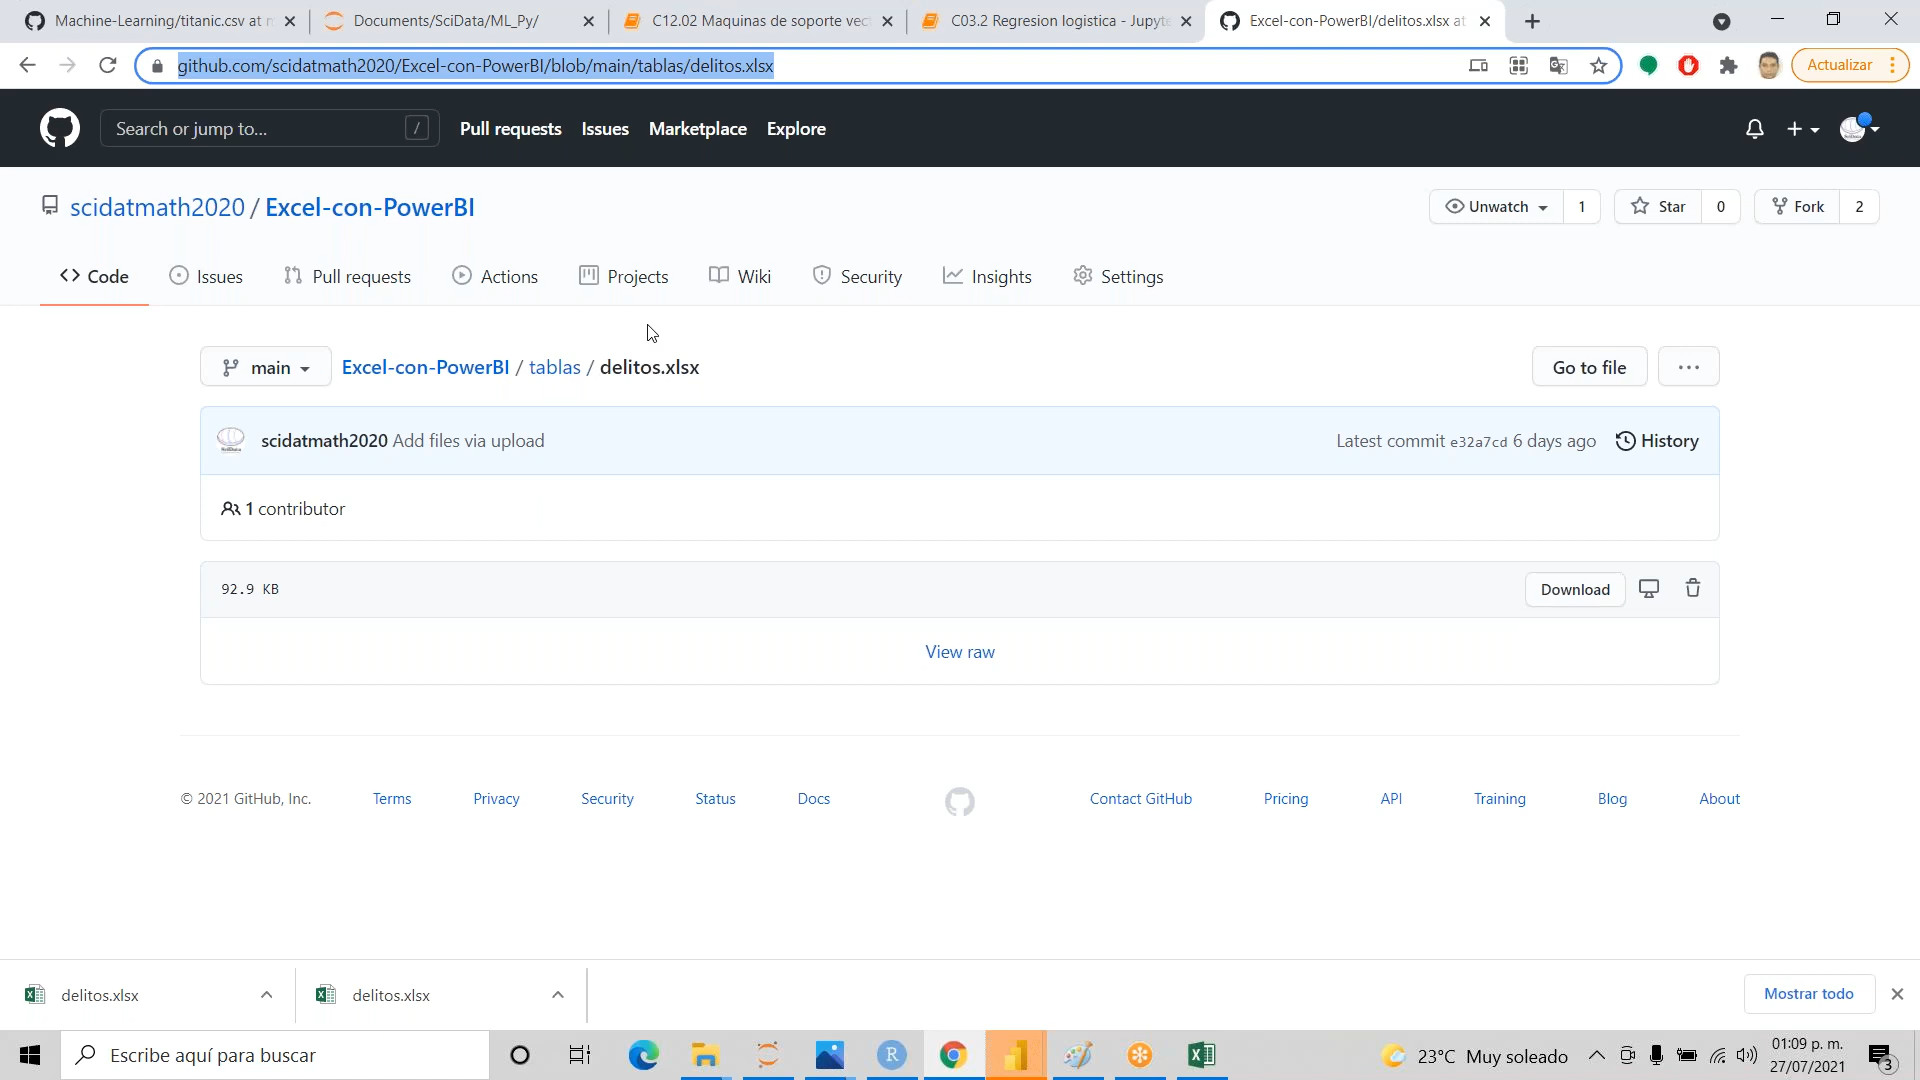 Machine-Learning/titanic.csv at m
Documents/SciData/ML_Py/
C12.02 Maquinas de soporte vec
C03.2 Regresion logistica - Jupyte
Excel-con-PowerBI/delitos.xlsx at
github.com/scidatmath2020/Excel-con-PowerBI/blob/main/tablas/delitos.xlsx
Actualizar
Search or jump to...
/
Pull requests
Issues
Marketplace
Explore
scidatmath2020 / Excel-con-PowerBI
Unwatch 1
Star 0
Fork 2
Code
Issues
Pull requests
Actions
Projects
Wiki
Security
Insights
Settings
main
Excel-con-PowerBI / tablas / delitos.xlsx
Go to file
scidatmath2020 Add files via upload
Latest commit e32a7cd 6 days ago
History
1 contributor
92.9 KB
Download
View raw
© 2021 GitHub, Inc.
Terms
Privacy
Security
Status
Docs
Contact GitHub
Pricing
API
Training
Blog
About
delitos.xlsx
delitos.xlsx
Mostrar todo
Escribe aquí para buscar
R
23°C Muy soleado
01:09 p. m.
27/07/2021
3